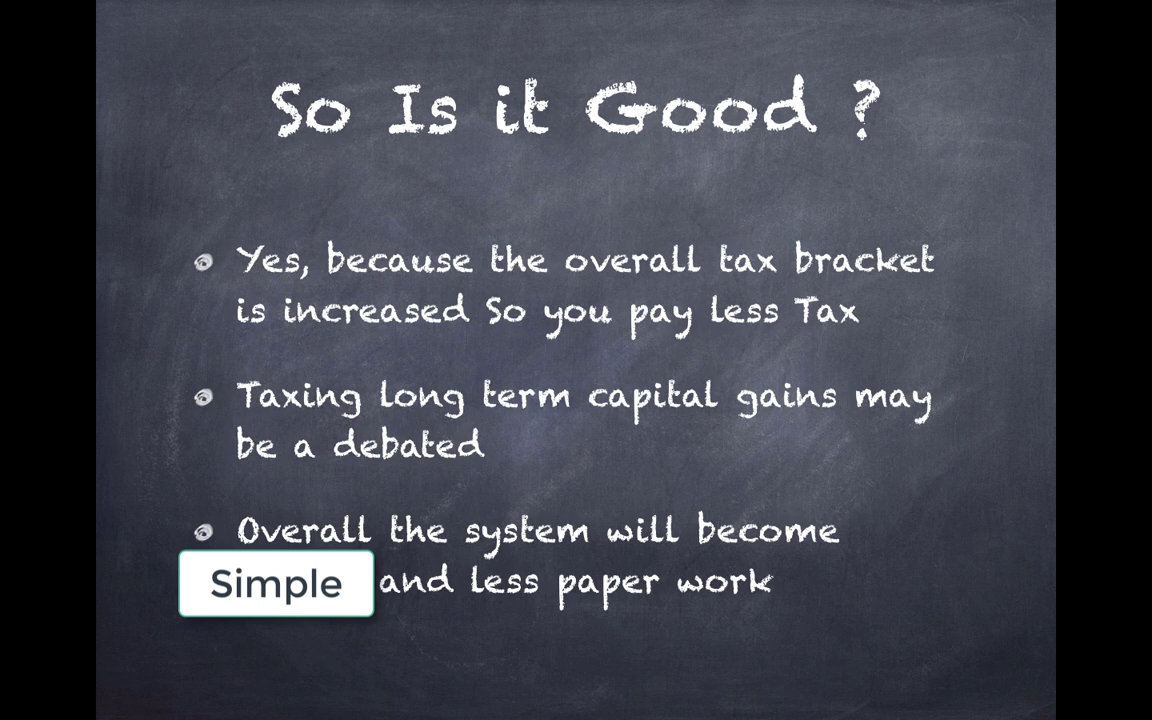 So Is it Good ?
Yes, because the overall tax bracket
is increased So you pay less Tax
Taxing long term capital gains may
be a debated
Overall the system will become
Simple and less paper work